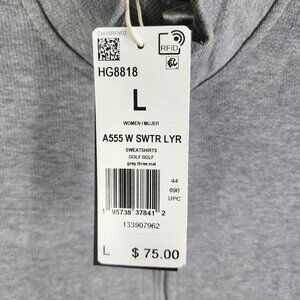 RFID
HG8818
L
WOMEN / MUJER
A555 W SWTR LYR
SWEATSHIRTS
GOLF GOLF
grey three mel
44
690
UPC
1 95738 37841 2
133907962
L $ 75.00